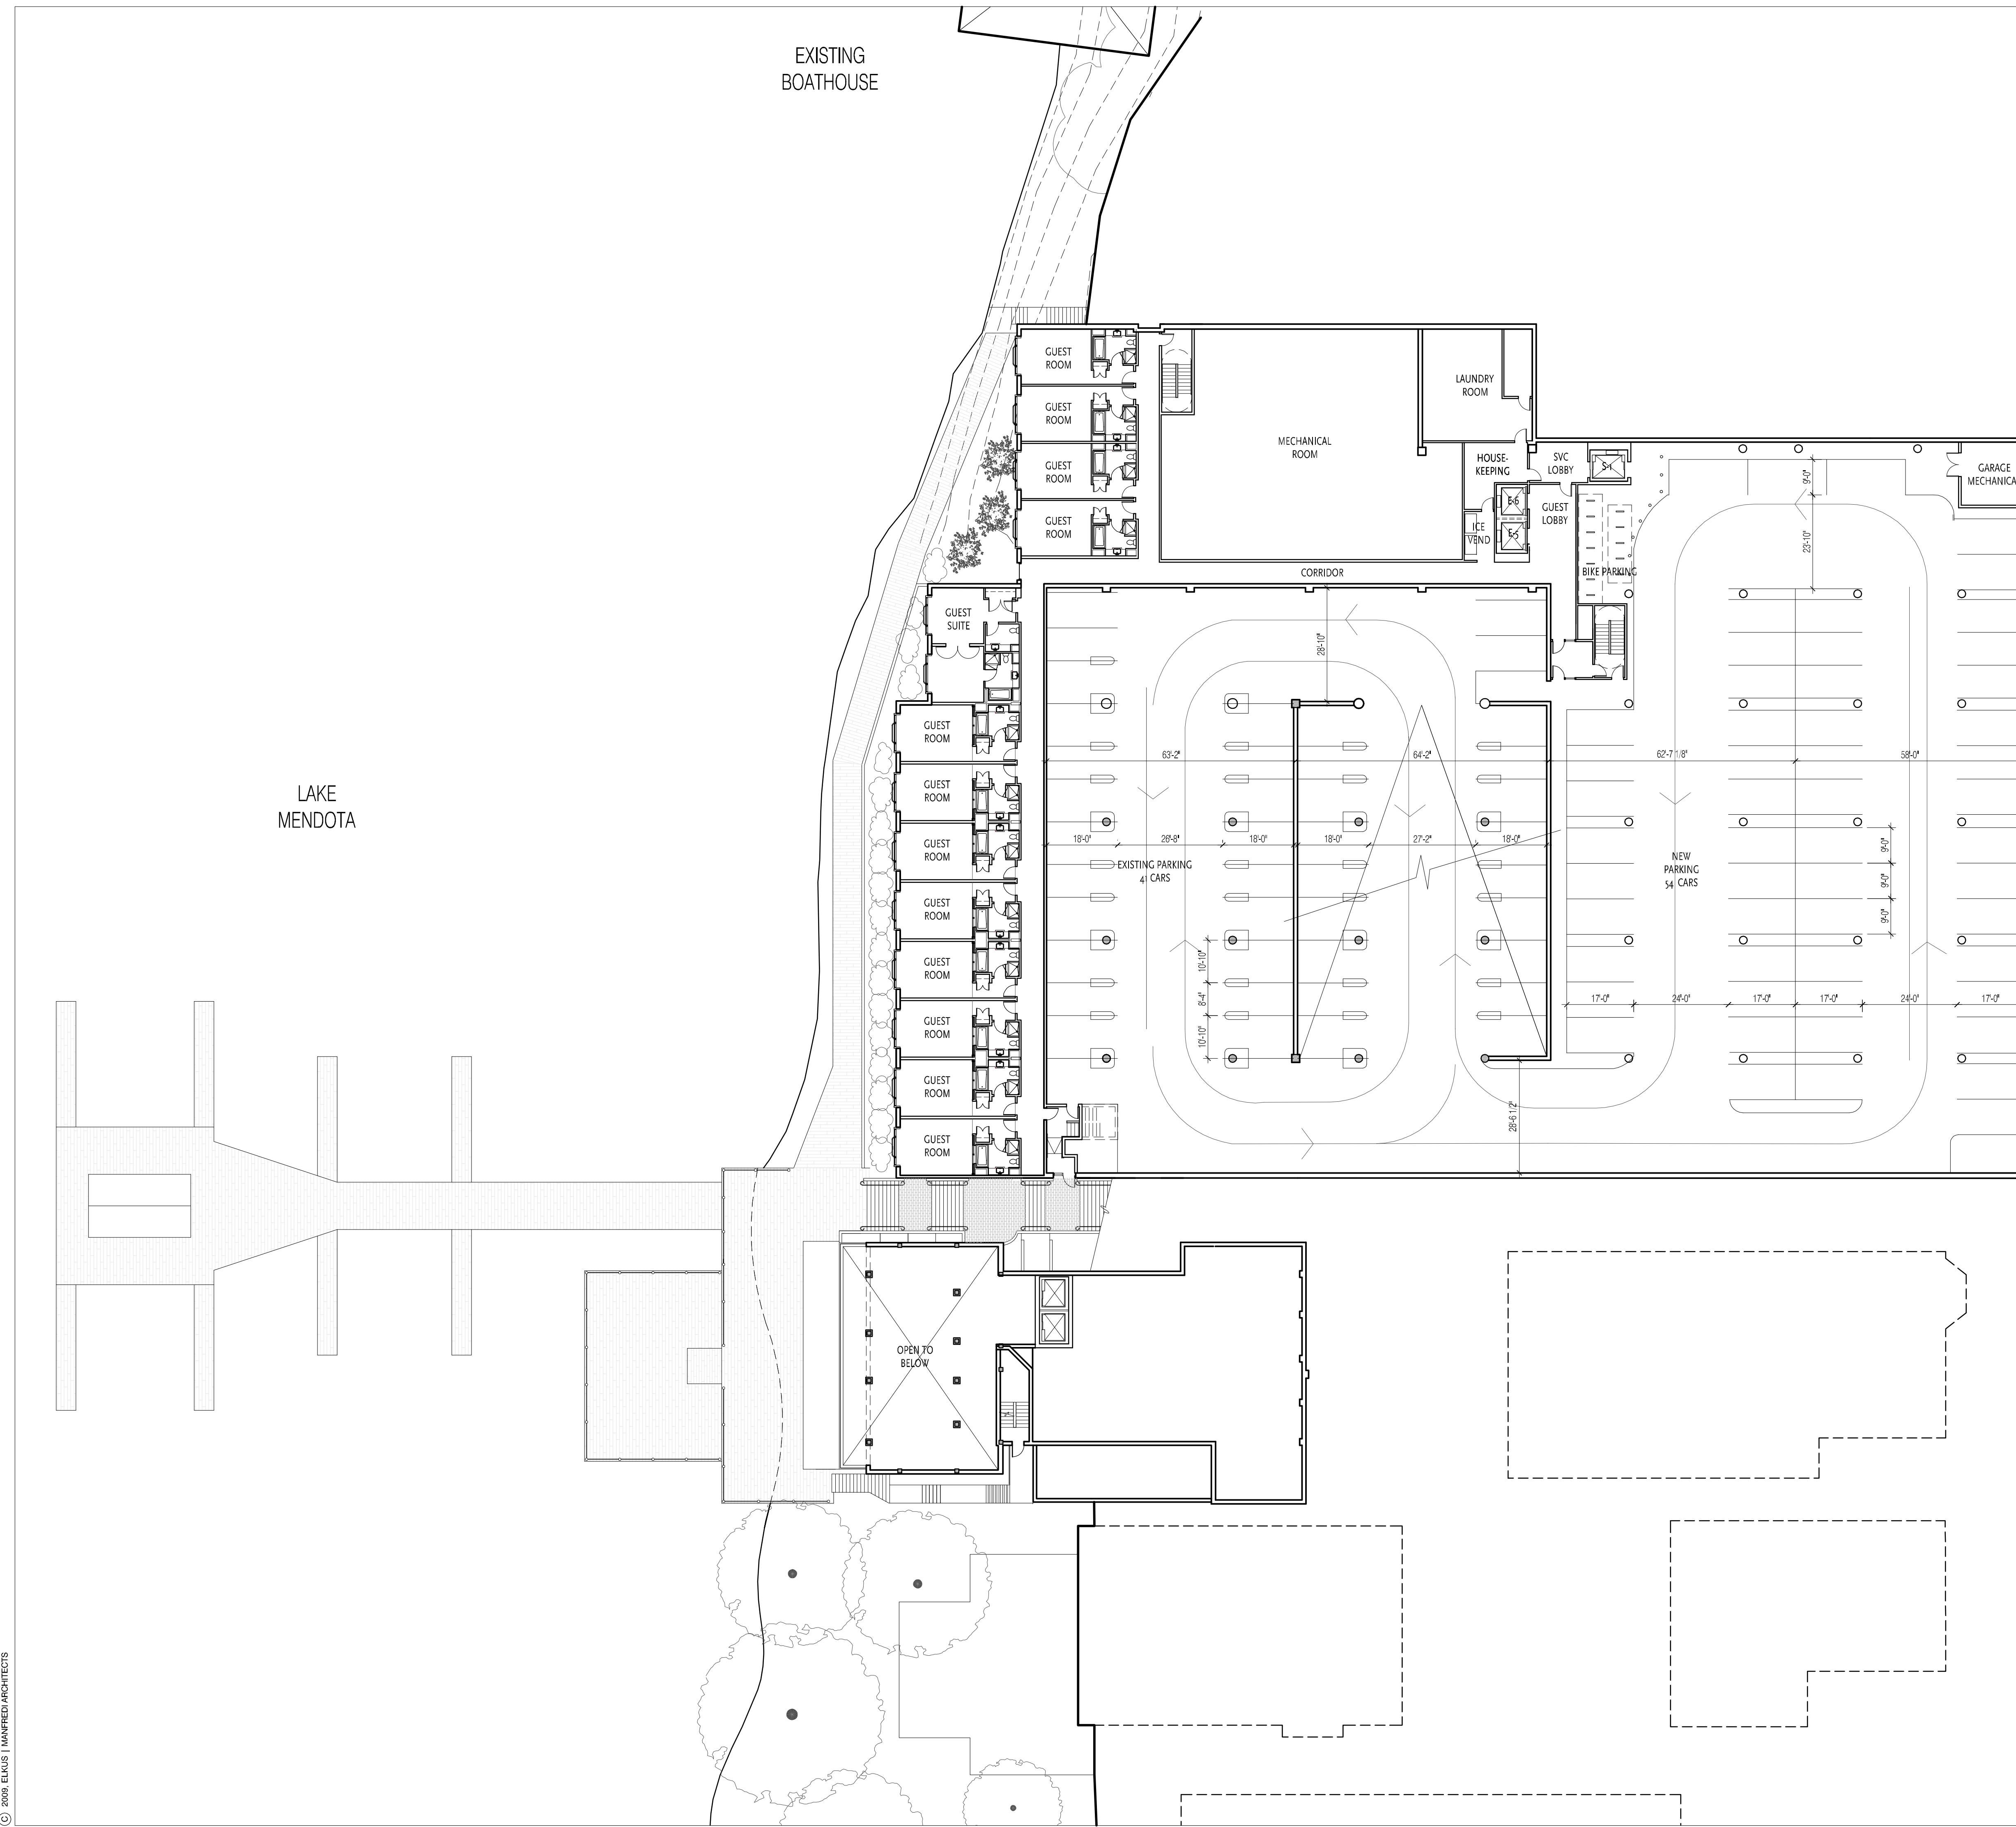 EXISTING
BOATHOUSE
GUEST
ROOM
GUEST
ROOM
GUEST
ROOM
GUEST
ROOM
MECHANICAL
ROOM
LAUNDRY
ROOM
HOUSE-
KEEPING
SVC
LOBBY
S-1
E-6
E-5
GUEST
LOBBY
ICE
VEND
BIKE PARKING
GARAGE
MECHANICA
9'-0"
23'-10"
CORRIDOR
GUEST
SUITE
28'-10"
GUEST
ROOM
GUEST
ROOM
GUEST
ROOM
GUEST
ROOM
GUEST
ROOM
GUEST
ROOM
GUEST
ROOM
GUEST
ROOM
63'-2"
64'-2"
62'-7 1/8"
58'-0"
LAKE
MENDOTA
18'-0"
26'-8"
18'-0"
18'-0"
27'-2"
18'-0"
EXISTING PARKING
41 CARS
NEW
PARKING
54 CARS
9'-0"
9'-0"
9'-0"
10'-10"
8'-4"
10'-10"
17'-0"
24'-0"
17'-0"
17'-0"
24'-0"
17'-0"
28'-6 1/2"
OPEN TO
BELOW
© 2009, ELKUS | MANFREDI ARCHITECTS